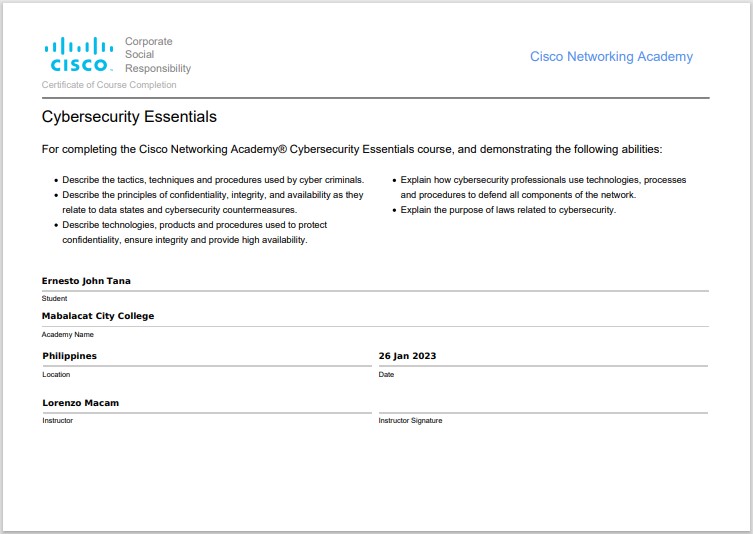 CISCO
Corporate
Social
Responsibility
Cisco Networking Academy
Certificate of Course Completion
Cybersecurity Essentials
For completing the Cisco Networking Academy® Cybersecurity Essentials course, and demonstrating the following abilities:
• Describe the tactics, techniques and procedures used by cyber criminals.
• Describe the principles of confidentiality, integrity, and availability as they
relate to data states and cybersecurity countermeasures.
• Describe technologies, products and procedures used to protect
confidentiality, ensure integrity and provide high availability.
• Explain how cybersecurity professionals use technologies, processes
and procedures to defend all components of the network.
• Explain the purpose of laws related to cybersecurity.
Ernesto John Tana
Student
Mabalacat City College
Academy Name
Philippines
Location
26 Jan 2023
Date
Lorenzo Macam
Instructor
Instructor Signature